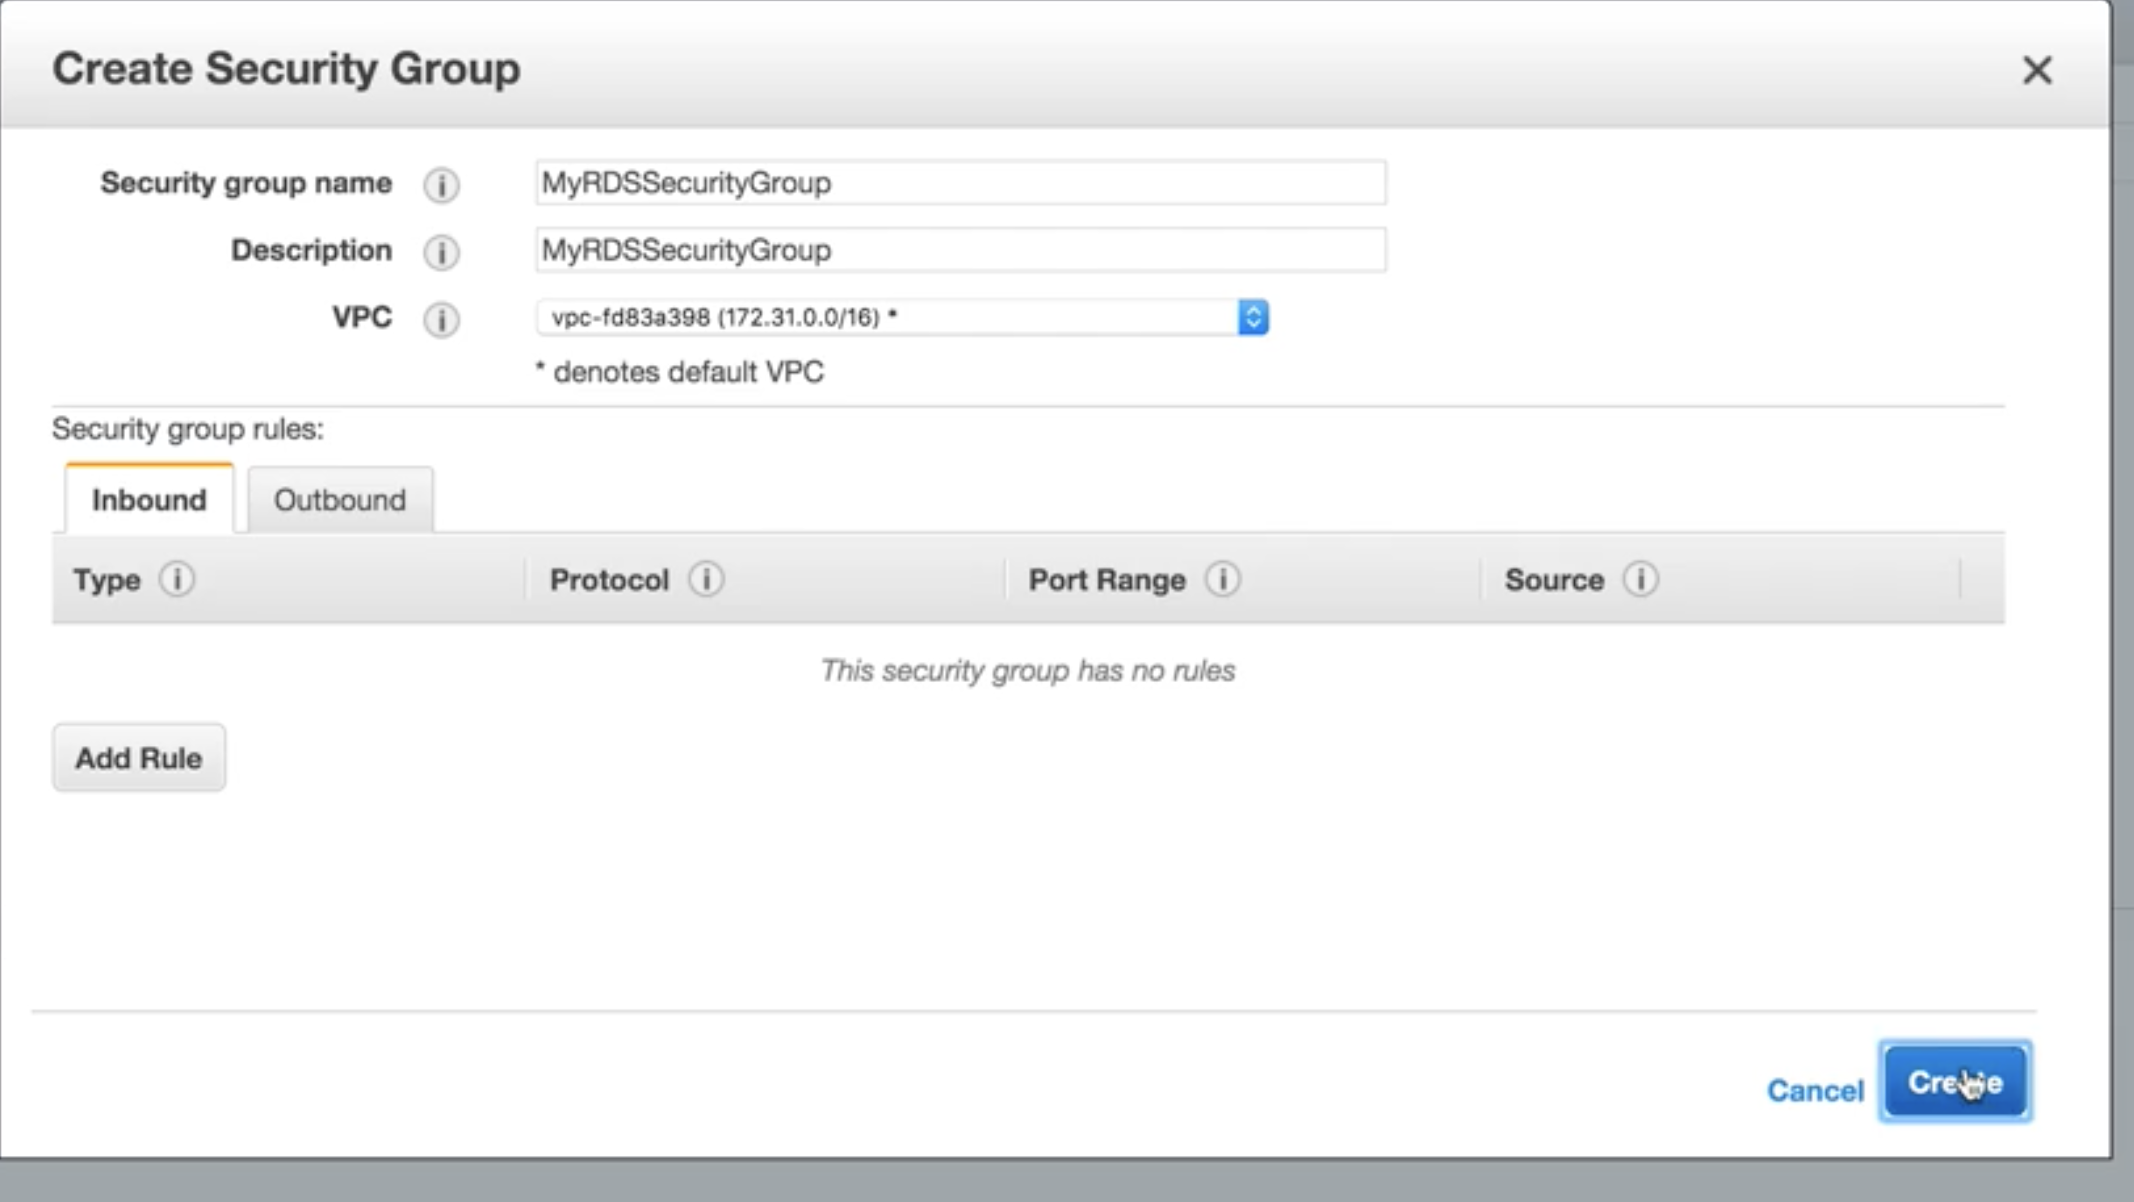 Create Security Group
Security group name MyRDSSecurityGroup
Description MyRDSSecurityGroup
VPC vpc-fd83a398 (172.31.0.0/16) *
* denotes default VPC
Security group rules:
Inbound Outbound
Type Protocol Port Range Source
This security group has no rules
Add Rule
Cancel Create